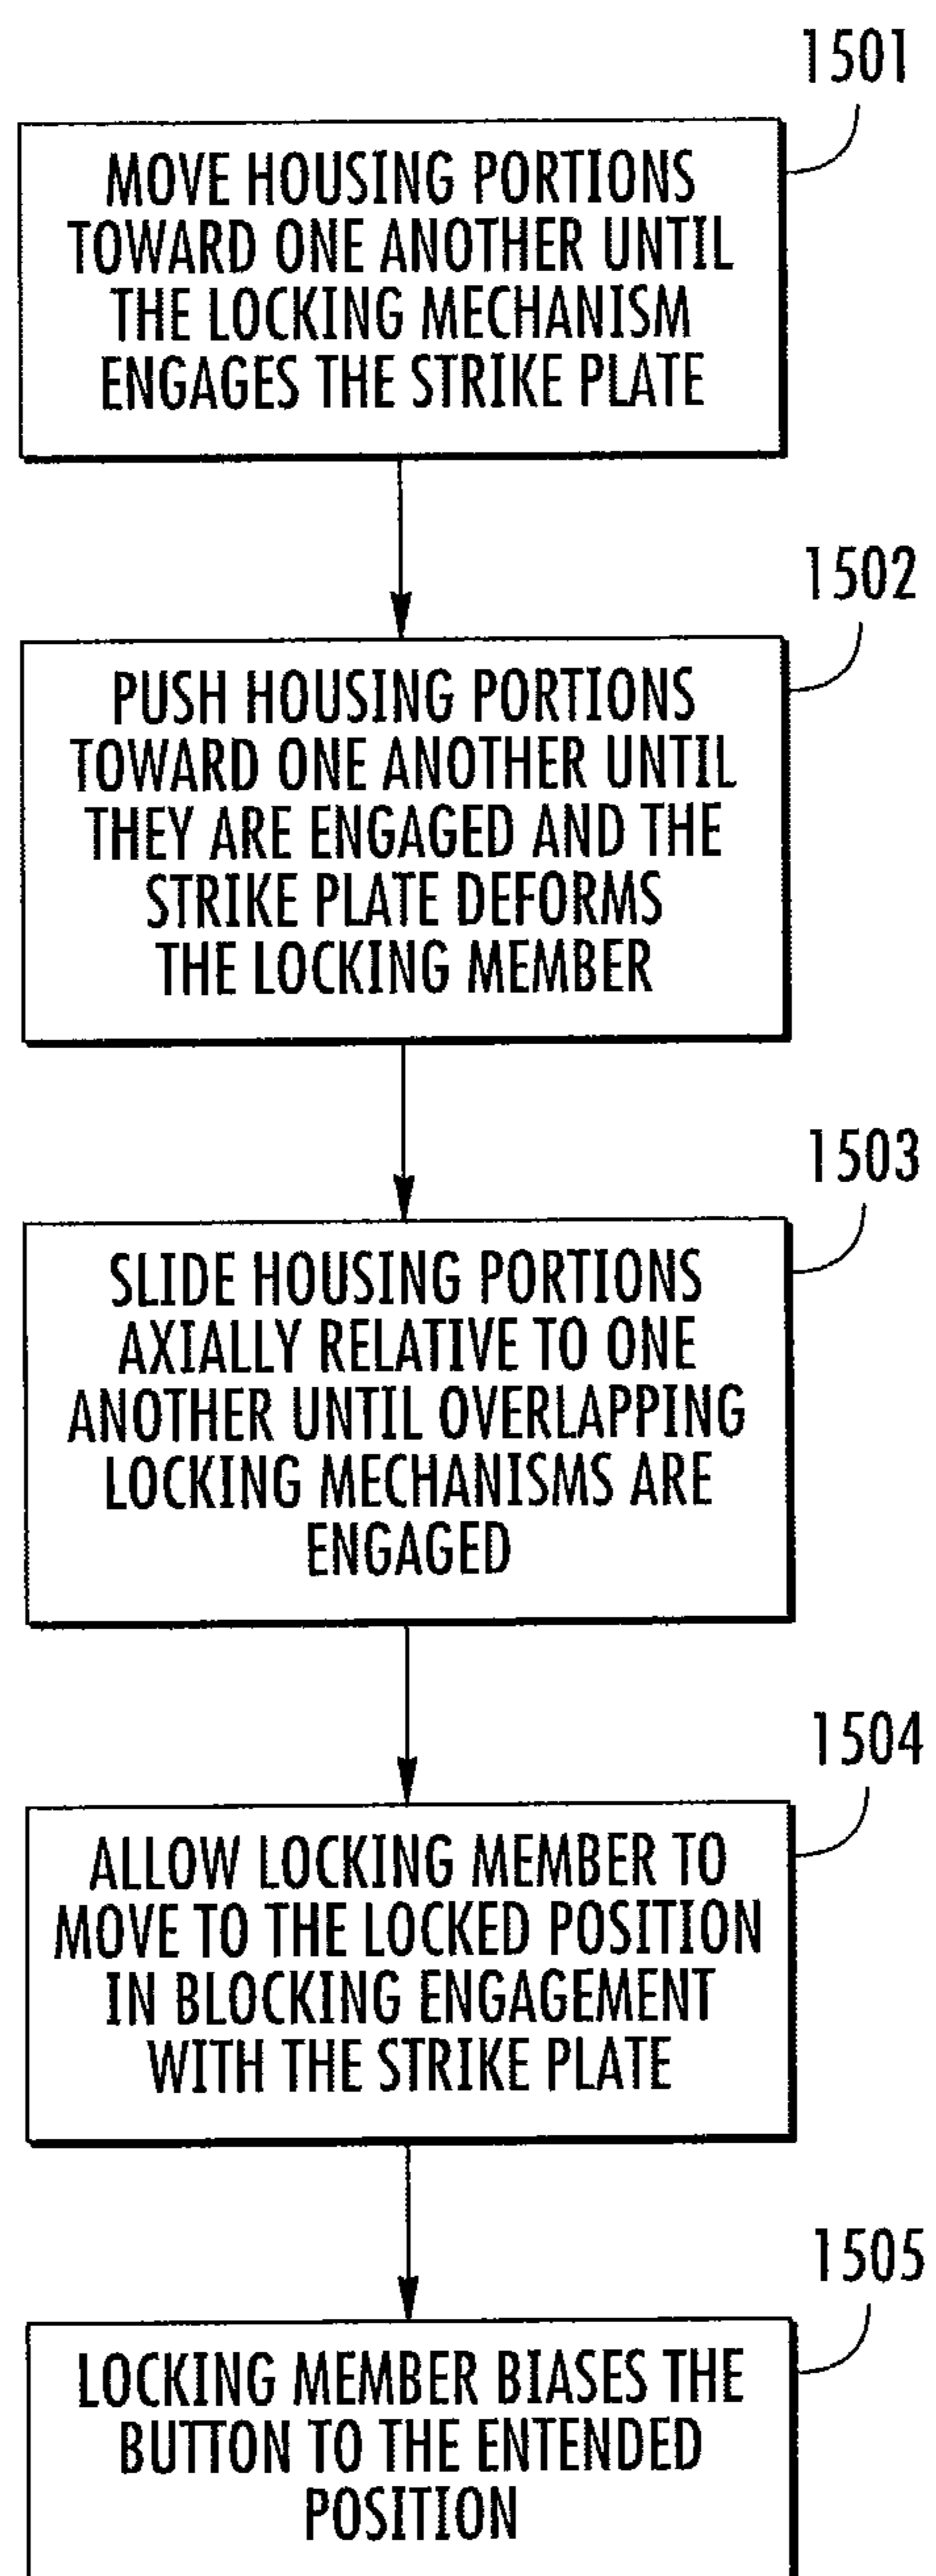 1501
MOVE HOUSING PORTIONS
TOWARD ONE ANOTHER UNTIL
THE LOCKING MECHANISM
ENGAGES THE STRIKE PLATE
1502
PUSH HOUSING PORTIONS
TOWARD ONE ANOTHER UNTIL
THEY ARE ENGAGED AND THE
STRIKE PLATE DEFORMS
THE LOCKING MEMBER
1503
SLIDE HOUSING PORTIONS
AXIALLY RELATIVE TO ONE
ANOTHER UNTIL OVERLAPPING
LOCKING MECHANISMS ARE
ENGAGED
1504
ALLOW LOCKING MEMBER TO
MOVE TO THE LOCKED POSITION
IN BLOCKING ENGAGEMENT
WITH THE STRIKE PLATE
1505
LOCKING MEMBER BIASES THE
BUTTON TO THE ENTENDED
POSITION